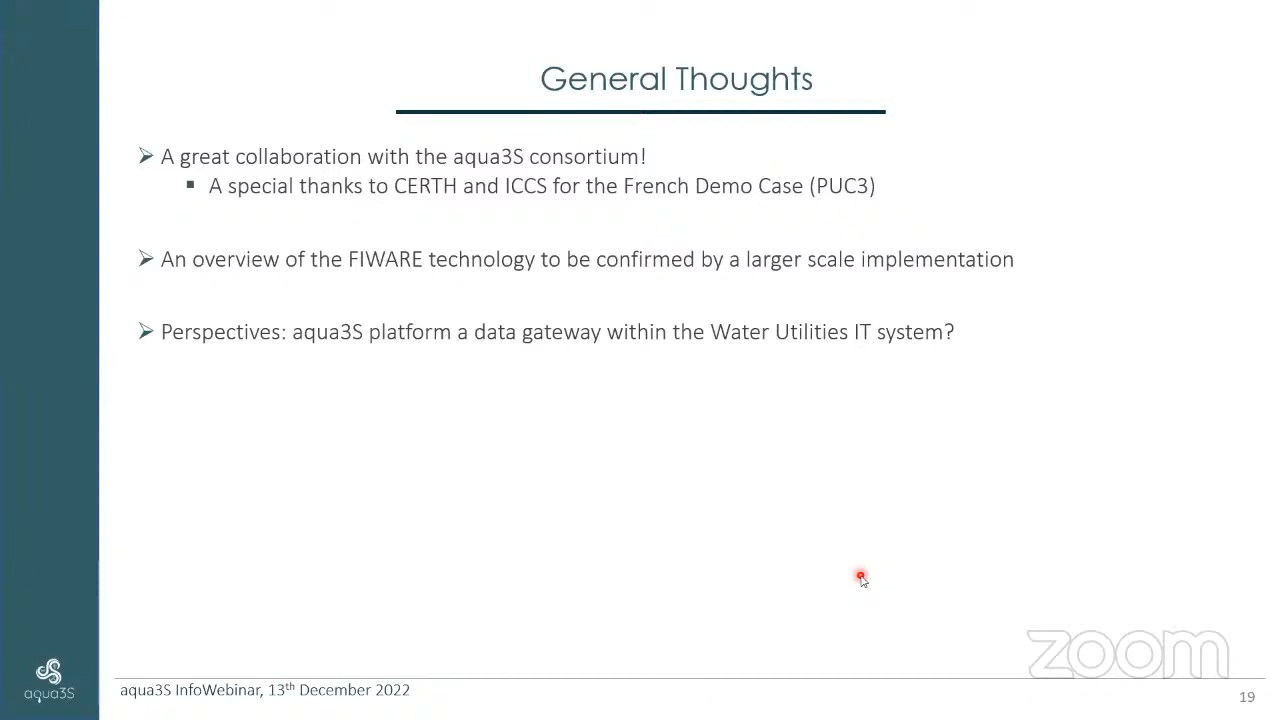 General Thoughts
A great collaboration with the aqua3S consortium!
A special thanks to CERTH and ICCS for the French Demo Case (PUC3)
An overview of the FIWARE technology to be confirmed by a larger scale implementation
Perspectives: aqua3S platform a data gateway within the Water Utilities IT system?
zoom
aqua3S
aqua3S InfoWebinar, 13th December 2022
19